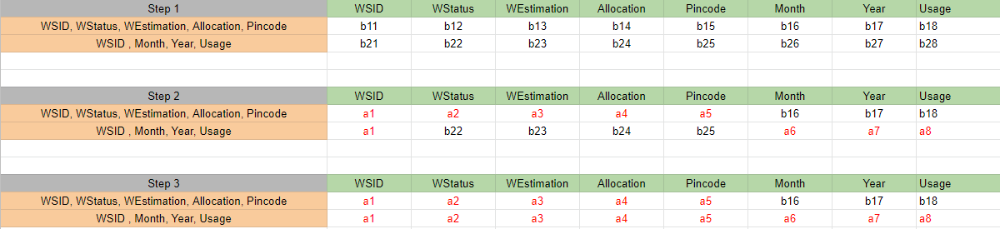 Step 1 WSID WStatus WEstimation Allocation Pincode Month Year Usage
WSID, WStatus, WEstimation, Allocation, Pincode b11 b12 b13 b14 b15 b16 b17 b18
WSID , Month, Year, Usage b21 b22 b23 b24 b25 b26 b27 b28
Step 2 WSID WStatus WEstimation Allocation Pincode Month Year Usage
WSID, WStatus, WEstimation, Allocation, Pincode a1 a2 a3 a4 a5 b16 b17 b18
WSID , Month, Year, Usage a1 b22 b23 b24 b25 a6 a7 a8
Step 3 WSID WStatus WEstimation Allocation Pincode Month Year Usage
WSID, WStatus, WEstimation, Allocation, Pincode a1 a2 a3 a4 a5 b16 b17 b18
WSID , Month, Year, Usage a1 a2 a3 a4 a5 a6 a7 a8